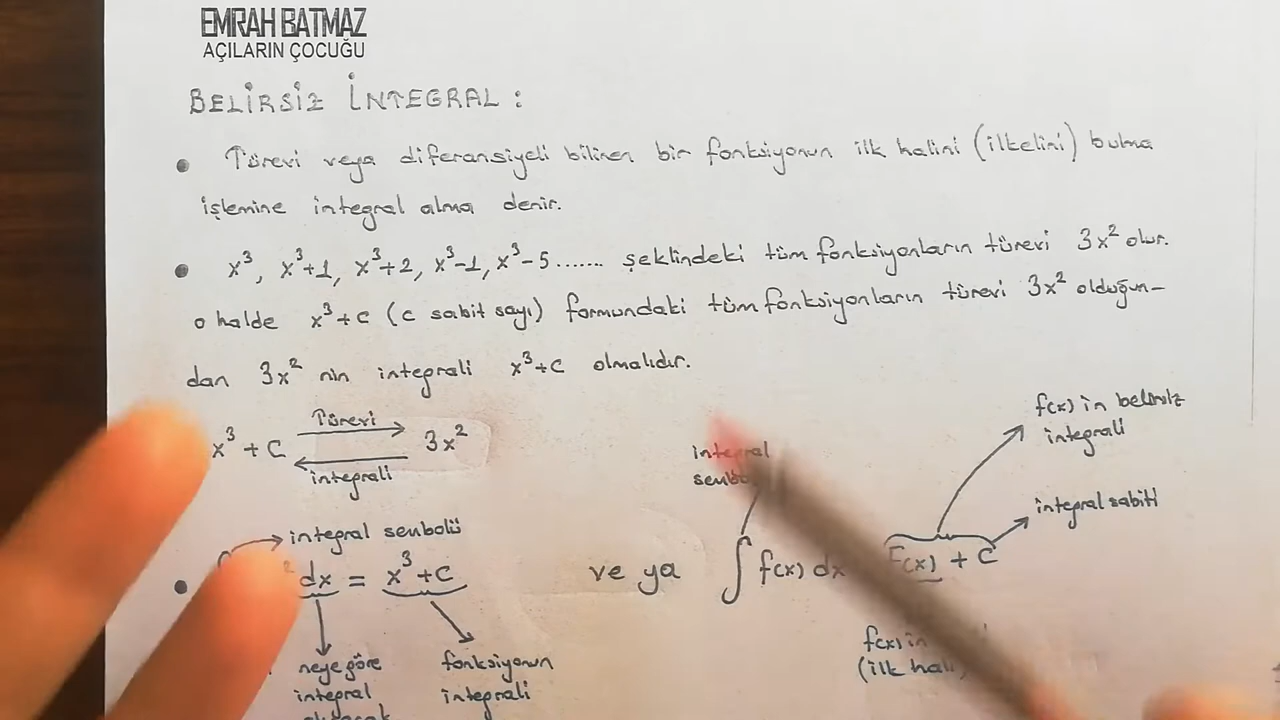 EMRAH BATMAZ
AÇILARIN ÇOCUĞU
BELİRSİZ İNTEGRAL :
• Türevi veya diferansiyeli bilinen bir fonksiyonun ilk halini (ilkelini) bulma
işlemine integral alma denir.
• x³, x³+1, x³+2, x³-1, x³-5....... şeklindeki tüm fonksiyonların türevi 3x² olur.
o halde x³+c (c sabit sayı) formundaki tüm fonksiyonların türevi 3x² olduğun-
dan 3x² nin integrali x³+c olmalıdır.
x³ + C Türevi 3x²
integrali
integral
f(x) in belirsiz
integrali
integral sabiti
integral senbolü
• ² dx = x³+c ve ya ∫ f(x) dx F(x) + C
neye göre
integral
fonksiyonun
integrali
f(x) in
(ilk hali